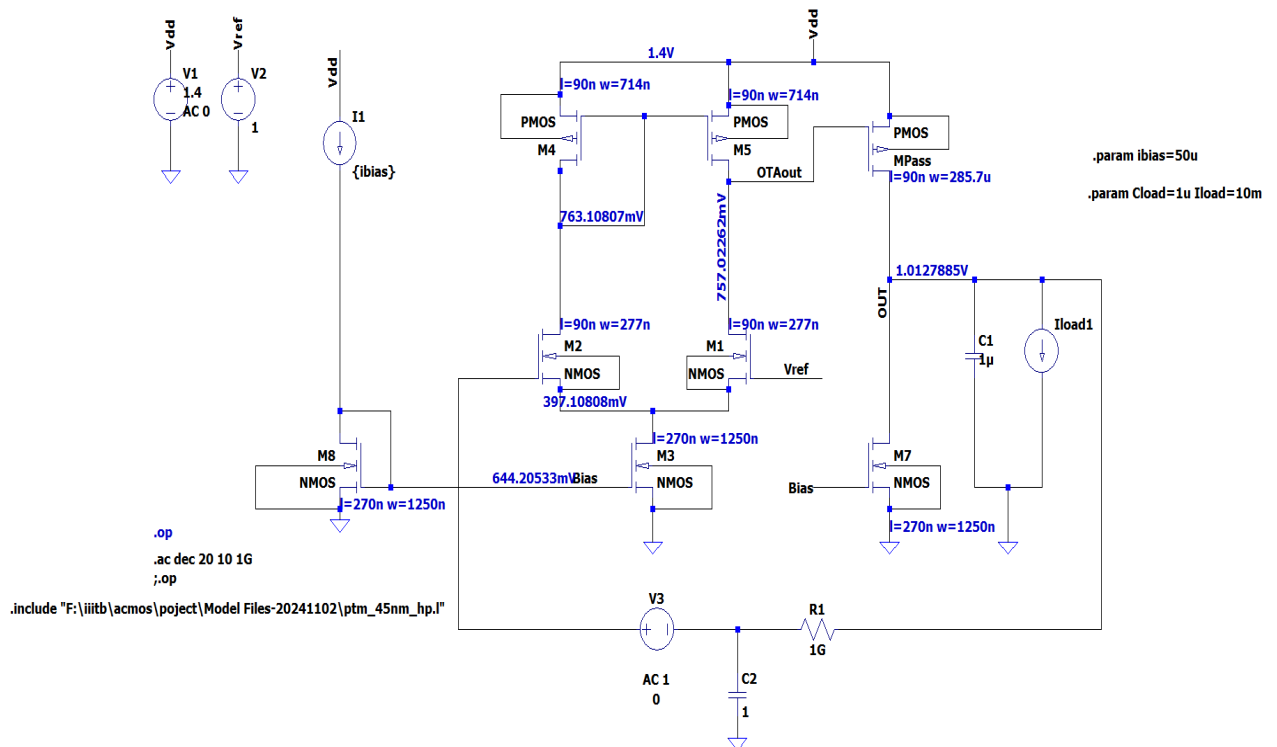 Vdd
Vref
V1
1.4
AC 0
V2
1
Vdd
I1
{ibias}
Vdd
1.4V
l=90n w=714n
PMOS
M4
l=90n w=714n
PMOS
M5
OTAout
PMOS
MPass
l=90n w=285.7u
.param ibias=50u
.param Cload=1u Iload=10m
763.10807mV
757.02262mV
1.0127885V
OUT
C1
1µ
Iload1
l=90n w=277n
M2
NMOS
l=90n w=277n
M1
NMOS
Vref
397.10808mV
M8
NMOS
l=270n w=1250n
644.20533mV
Bias
l=270n w=1250n
M3
NMOS
M7
NMOS
Bias
l=270n w=1250n
.op
.ac dec 20 10 1G
;.op
.include "F:\iiitb\acmos\poject\Model Files-20241102\ptm_45nm_hp.l"
V3
AC 1
0
C2
1
R1
1G